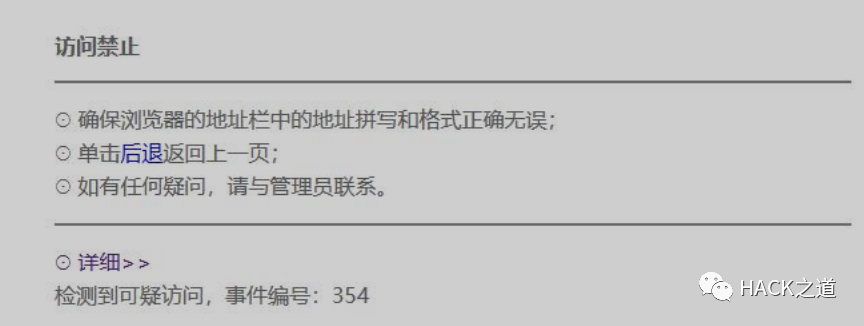 访问禁止
⊙ 确保浏览器的地址栏中的地址拼写和格式正确无误；
⊙ 单击后退返回上一页；
⊙ 如有任何疑问，请与管理员联系。
⊙ 详细>>
检测到可疑访问，事件编号：354
HACK之道